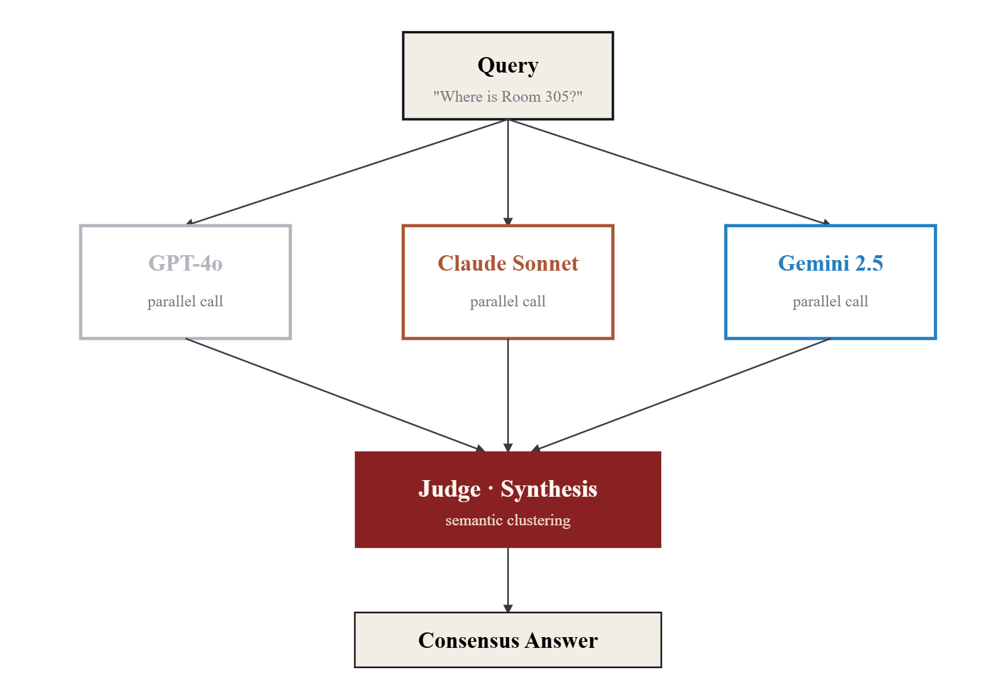 Query
"Where is Room 305?"
GPT-4o
parallel call
Claude Sonnet
parallel call
Gemini 2.5
parallel call
Judge · Synthesis
semantic clustering
Consensus Answer